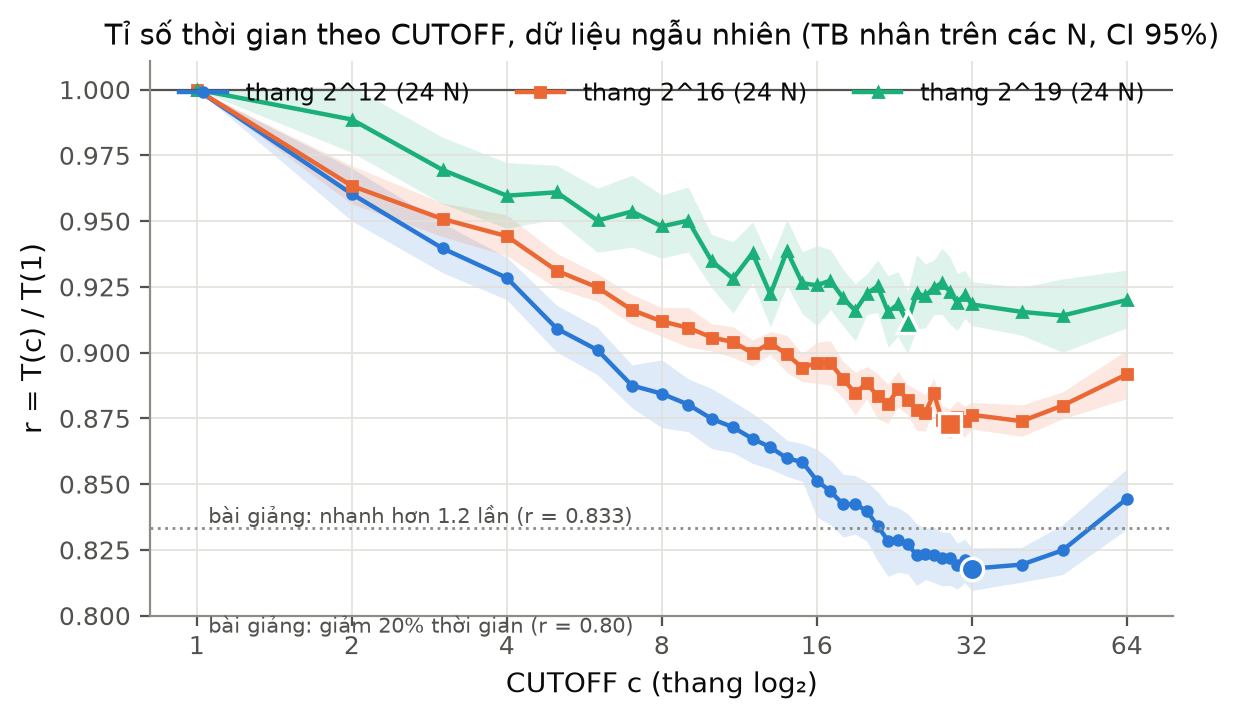 Tỉ số thời gian theo CUTOFF, dữ liệu ngẫu nhiên (TB nhân trên các N, CI 95%)
thang 2^12 (24 N) thang 2^16 (24 N) thang 2^19 (24 N)
1.000
0.975
0.950
0.925
0.900
0.875
0.850
0.825
0.800
r = T(c) / T(1)
bài giảng: nhanh hơn 1.2 lần (r = 0.833)
bài giảng: giảm 20% thời gian (r = 0.80)
1 2 4 8 16 32 64
CUTOFF c (thang log₂)